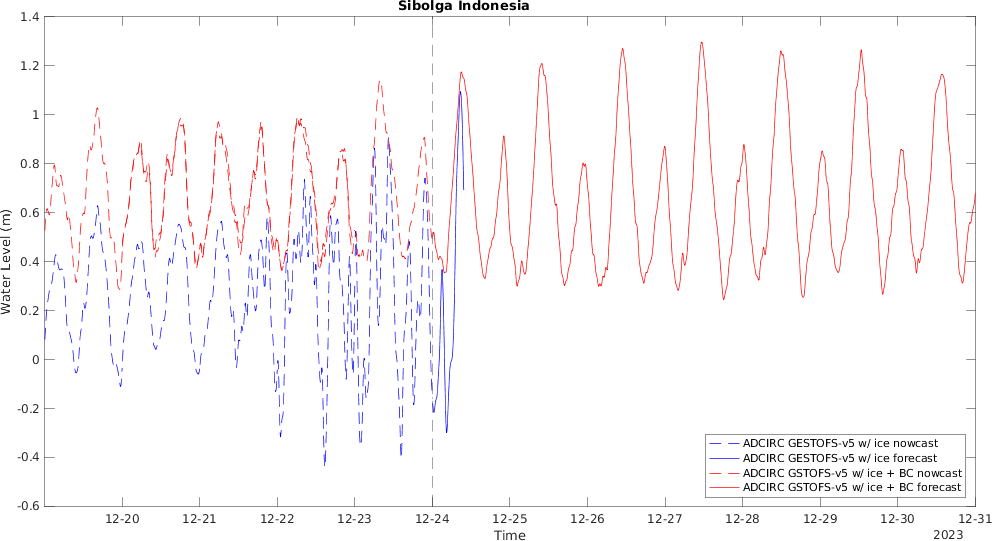 Sibolga Indonesia
1.4
1.2
1
0.8
0.6
0.4
0.2
0
-0.2
-0.4
-0.6
Water Level (m)
ADCIRC GESTOFS-v5 w/ ice nowcast
ADCIRC GESTOFS-v5 w/ ice forecast
ADCIRC GSTOFS-v5 w/ ice + BC nowcast
ADCIRC GSTOFS-v5 w/ ice + BC forecast
12-20 12-21 12-22 12-23 12-24 12-25 12-26 12-27 12-28 12-29 12-30 12-31
Time 2023